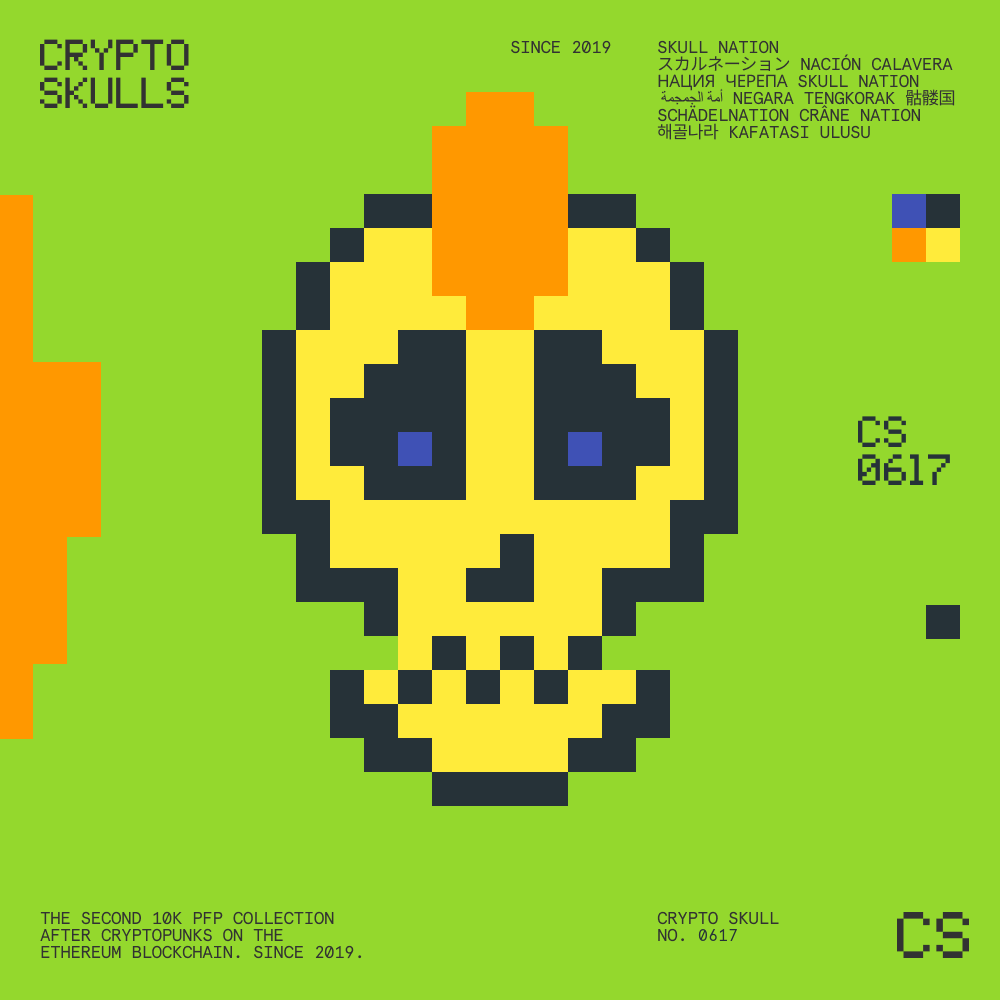 CRYPTO
SKULLS
SINCE 2019
SKULL NATION
スカルネーション NACIÓN CALAVERA
НАЦИЯ ЧЕРЕПА SKULL NATION
أمة الجمجمة NEGARA TENGKORAK 骷髅国
SCHÄDELNATION CRÂNE NATION
해골나라 KAFATASI ULUSU
CS
0617
THE SECOND 10K PFP COLLECTION
AFTER CRYPTOPUNKS ON THE
ETHEREUM BLOCKCHAIN. SINCE 2019.
CRYPTO SKULL
NO. 0617
CS